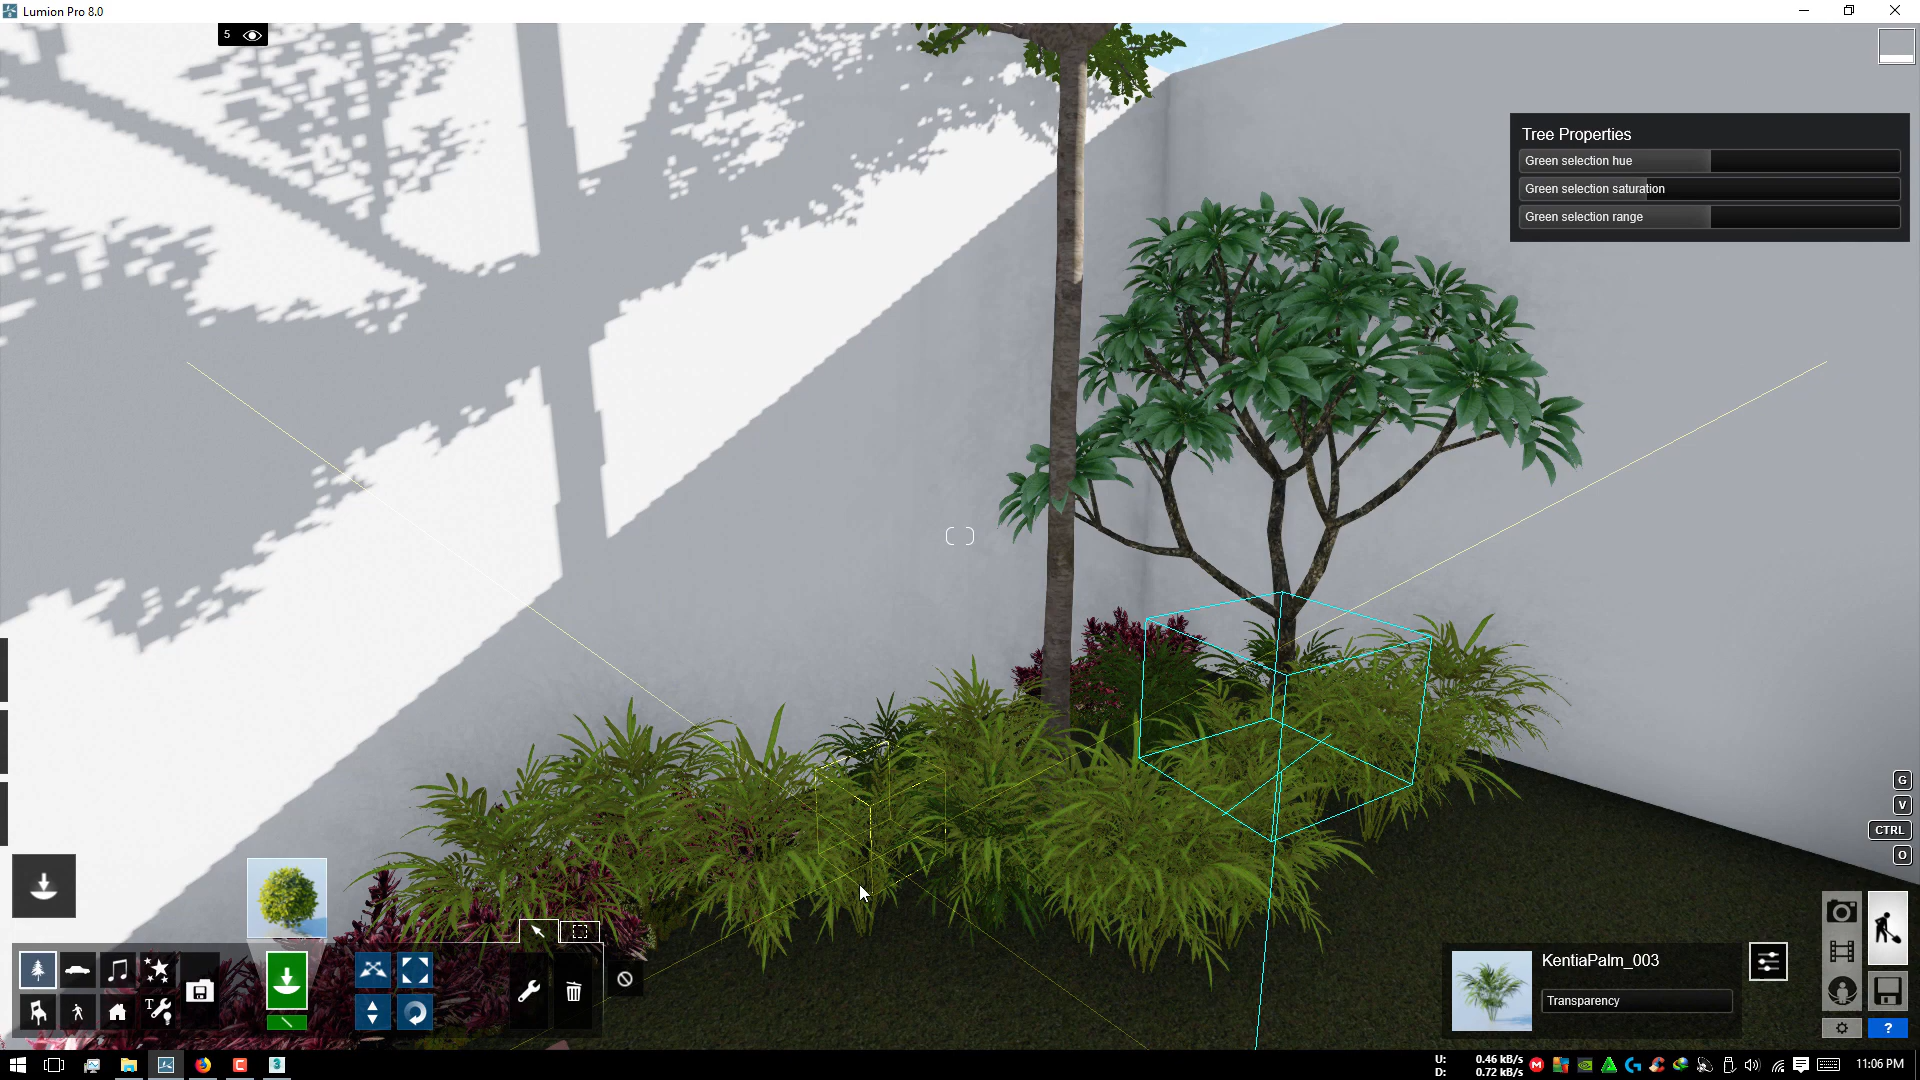 Lumion Pro 8.0
5
Tree Properties
Green selection hue
Green selection saturation
Green selection range
G
V
CTRL
O
KentiaPalm_003
Transparency
T
?
U: 0.46 kB/s
D: 0.72 kB/s
11:06 PM